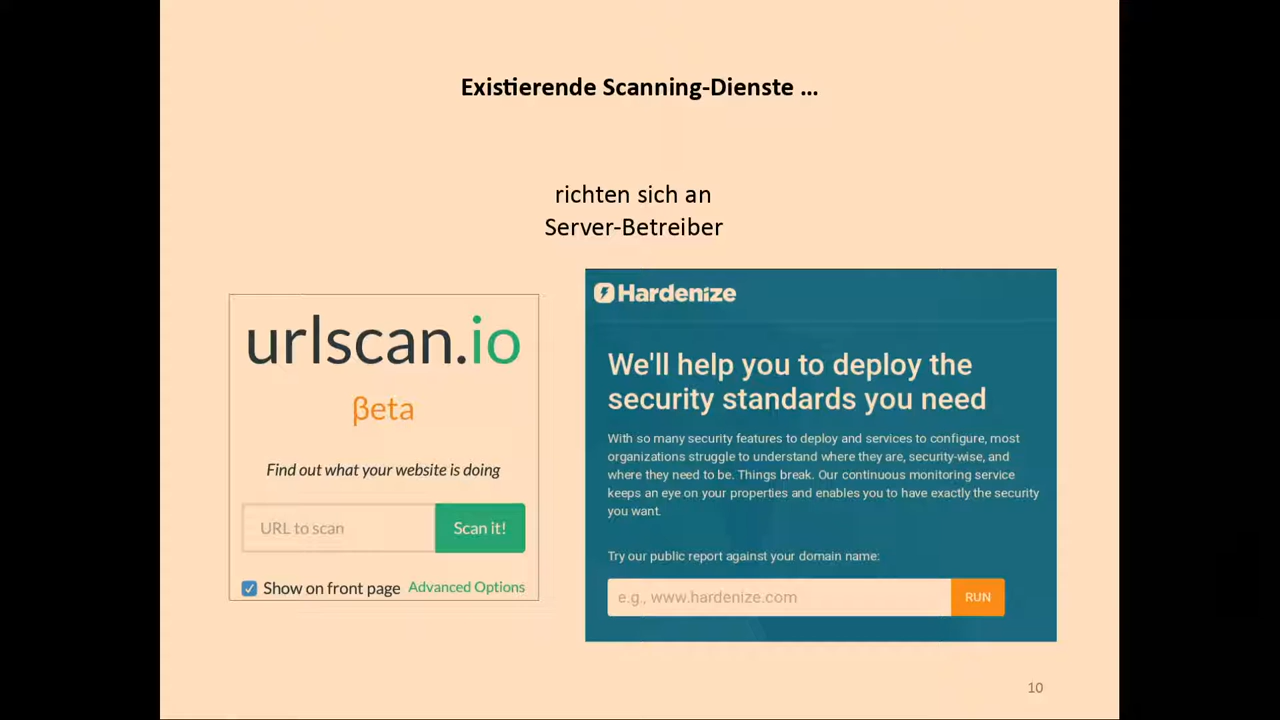 Existierende Scanning-Dienste ...
richten sich an
Server-Betreiber
urlscan.io
βeta
Find out what your website is doing
URL to scan
Scan it!
Show on front page
Advanced Options
Hardenize
We'll help you to deploy the
security standards you need
With so many security features to deploy and services to configure, most
organizations struggle to understand where they are, security-wise, and
where they need to be. Things break. Our continuous monitoring service
keeps an eye on your properties and enables you to have exactly the security
you want.
Try our public report against your domain name:
e.g., www.hardenize.com
RUN
10